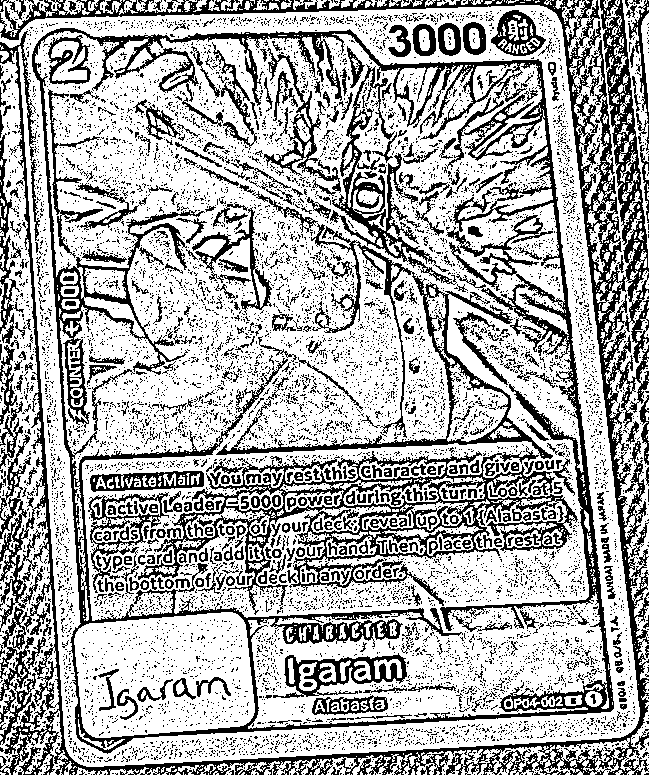 2
3000
RANGED
COUNTER +1000
[Activate: Main] You may rest this Character and give your
1 active Leader −5000 power during this turn: Look at 5
cards from the top of your deck; reveal up to 1 {Alabasta}
type card and add it to your hand. Then, place the rest at
the bottom of your deck in any order.
CHARACTER
Igaram
Alabasta
OP04-002
1
Igaram